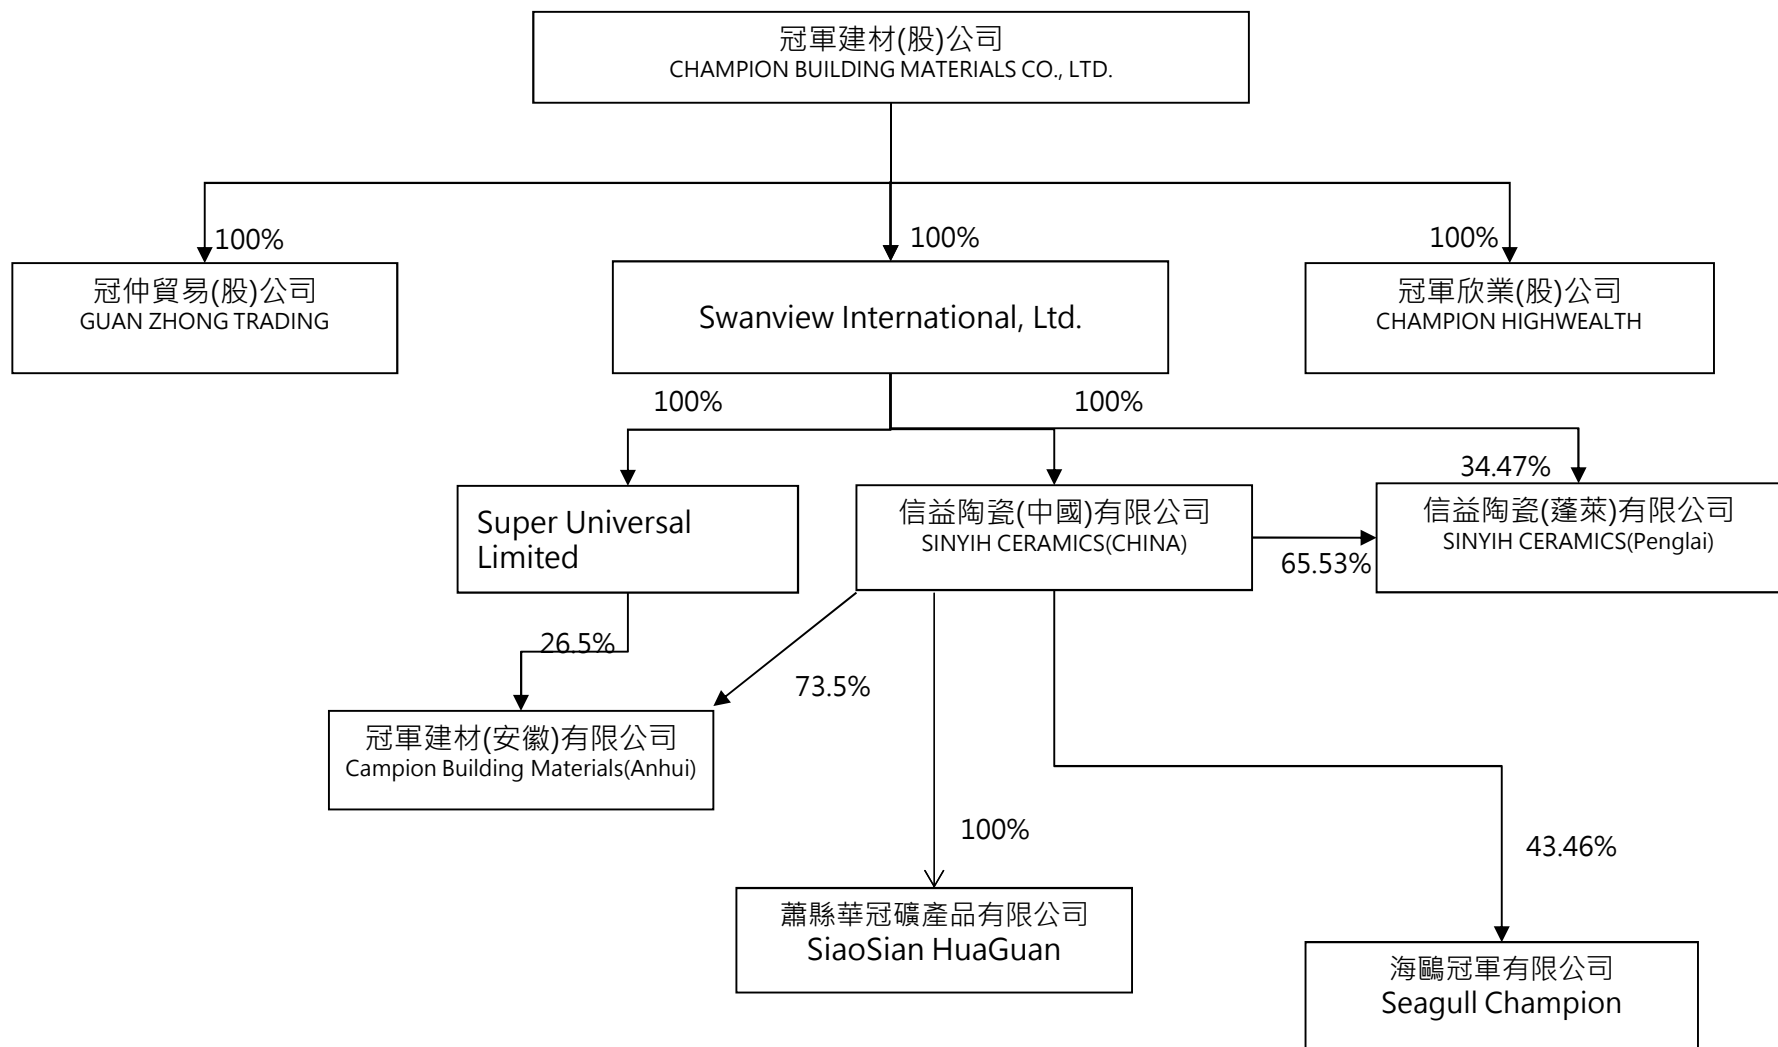 冠軍建材(股)公司
CHAMPION BUILDING MATERIALS CO., LTD.
100%
100%
100%
冠仲貿易(股)公司
GUAN ZHONG TRADING
Swanview International, Ltd.
冠軍欣業(股)公司
CHAMPION HIGHWEALTH
100%
100%
34.47%
Super Universal
Limited
信益陶瓷(中國)有限公司
SINYIH CERAMICS(CHINA)
65.53%
信益陶瓷(蓬萊)有限公司
SINYIH CERAMICS(Penglai)
26.5%
73.5%
冠軍建材(安徽)有限公司
Campion Building Materials(Anhui)
100%
43.46%
蕭縣華冠礦產品有限公司
SiaoSian HuaGuan
海鷗冠軍有限公司
Seagull Champion